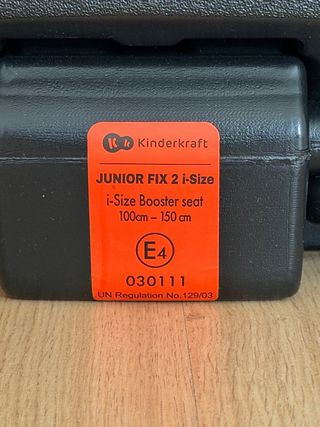 Kinderkraft
JUNIOR FIX 2 i-Size
i-Size Booster seat
100cm – 150 cm
E4
030111
UN Regulation No.129/03